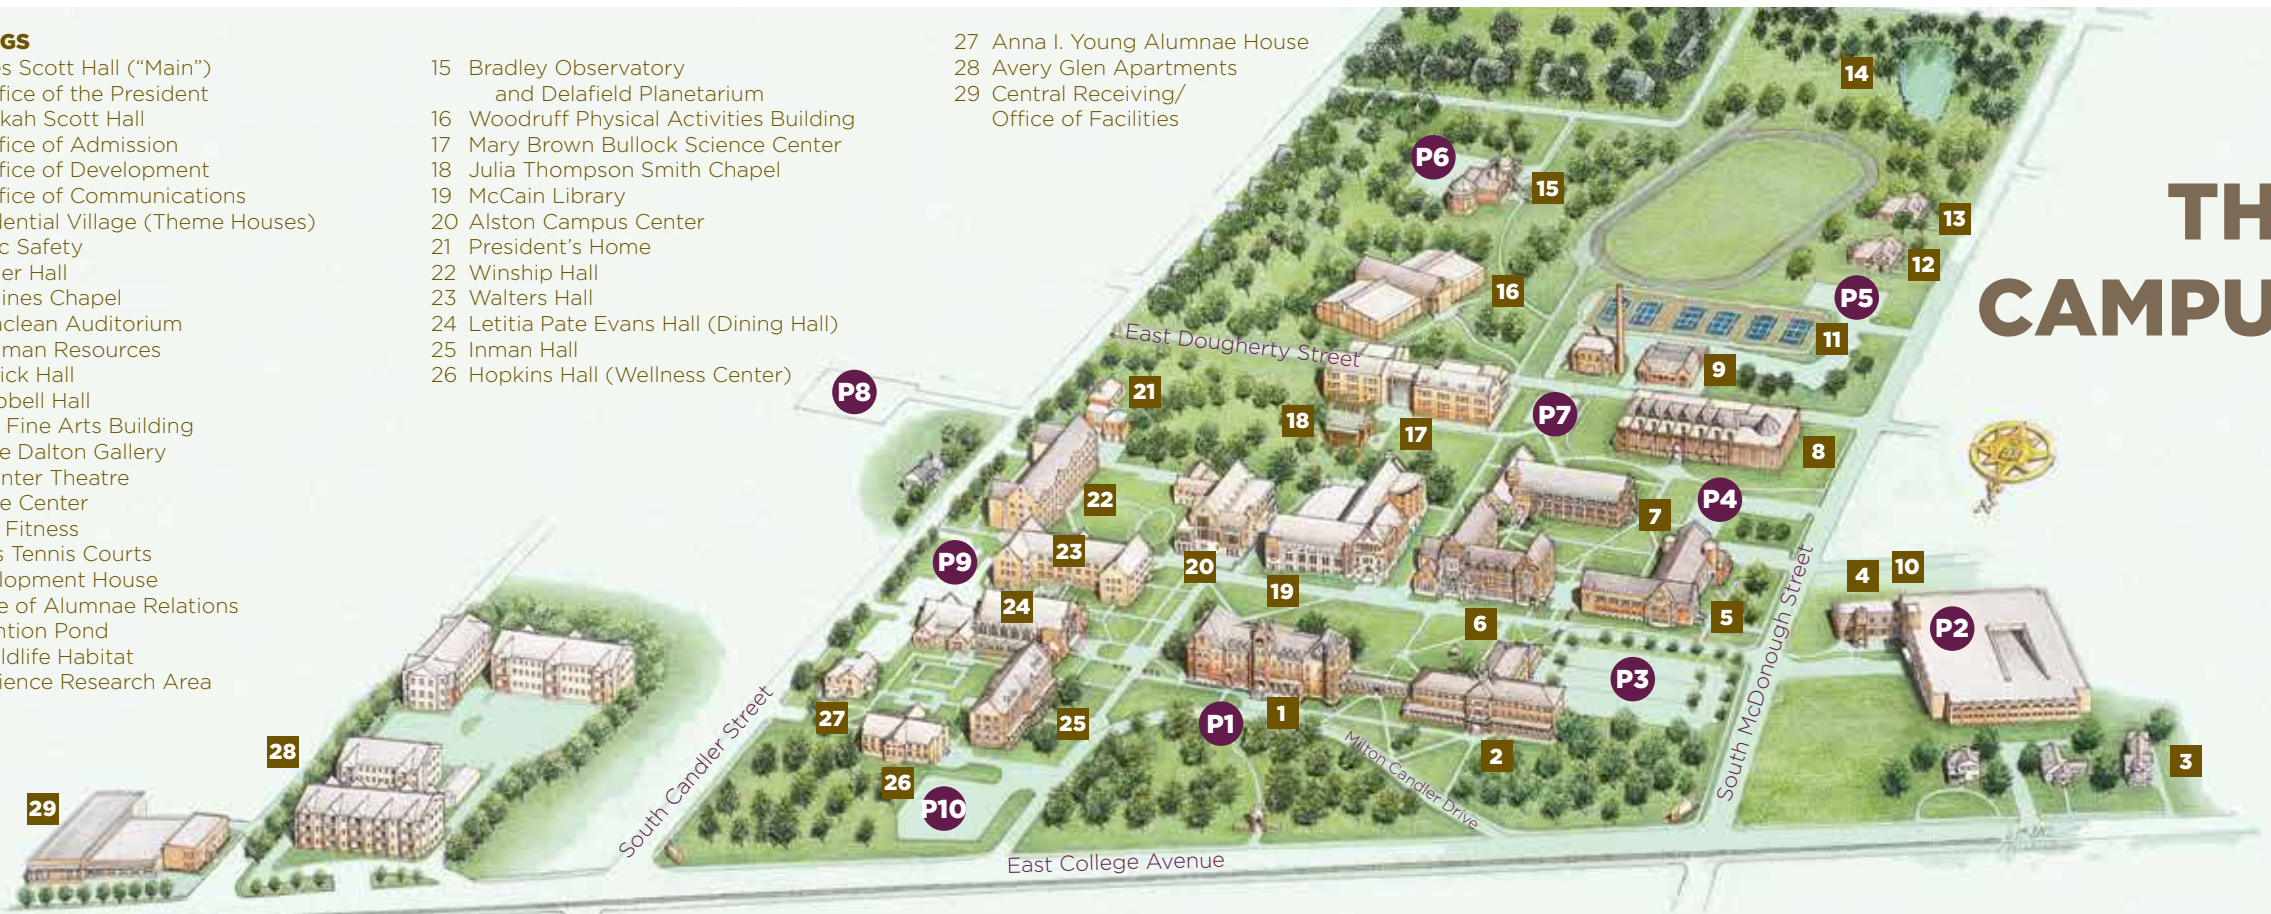 GS
s Scott Hall (“Main”)
fice of the President
kah Scott Hall
fice of Admission
fice of Development
fice of Communications
dential Village (Theme Houses)
c Safety
er Hall
ines Chapel
clean Auditorium
man Resources
ick Hall
bell Hall
Fine Arts Building
e Dalton Gallery
nter Theatre
e Center
Fitness
s Tennis Courts
lopment House
e of Alumnae Relations
ntion Pond
ldlife Habitat
ience Research Area
15 Bradley Observatory
and Delafield Planetarium
16 Woodruff Physical Activities Building
17 Mary Brown Bullock Science Center
18 Julia Thompson Smith Chapel
19 McCain Library
20 Alston Campus Center
21 President’s Home
22 Winship Hall
23 Walters Hall
24 Letitia Pate Evans Hall (Dining Hall)
25 Inman Hall
26 Hopkins Hall (Wellness Center)
27 Anna I. Young Alumnae House
28 Avery Glen Apartments
29 Central Receiving/
Office of Facilities
TH
CAMPU
14
P6
15
13
12
16
P5
11
East Dougherty Street
9
P8
21
18
17
P7
8
22
7
P4
23
P9
20
19
24
6
5
4
10
P2
South McDonough Street
P3
27
25
P1
1
2
Milton Candler Drive
3
28
26
P10
29
South Candler Street
East College Avenue